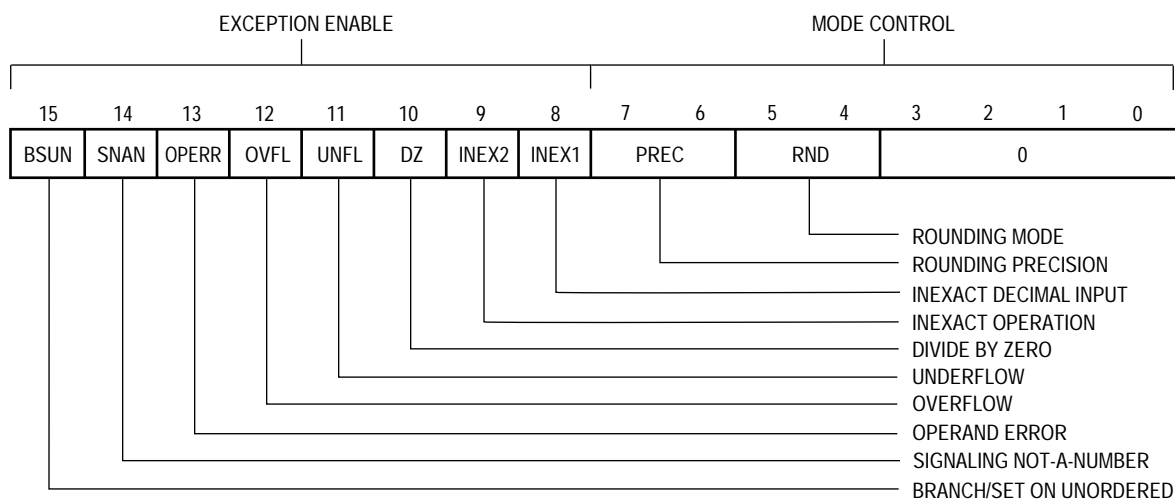 EXCEPTION ENABLE MODE CONTROL
15 14 13 12 11 10 9 8 7 6 5 4 3 2 1 0
BSUN SNAN OPERR OVFL UNFL DZ INEX2 INEX1 PREC RND 0
ROUNDING MODE
ROUNDING PRECISION
INEXACT DECIMAL INPUT
INEXACT OPERATION
DIVIDE BY ZERO
UNDERFLOW
OVERFLOW
OPERAND ERROR
SIGNALING NOT-A-NUMBER
BRANCH/SET ON UNORDERED